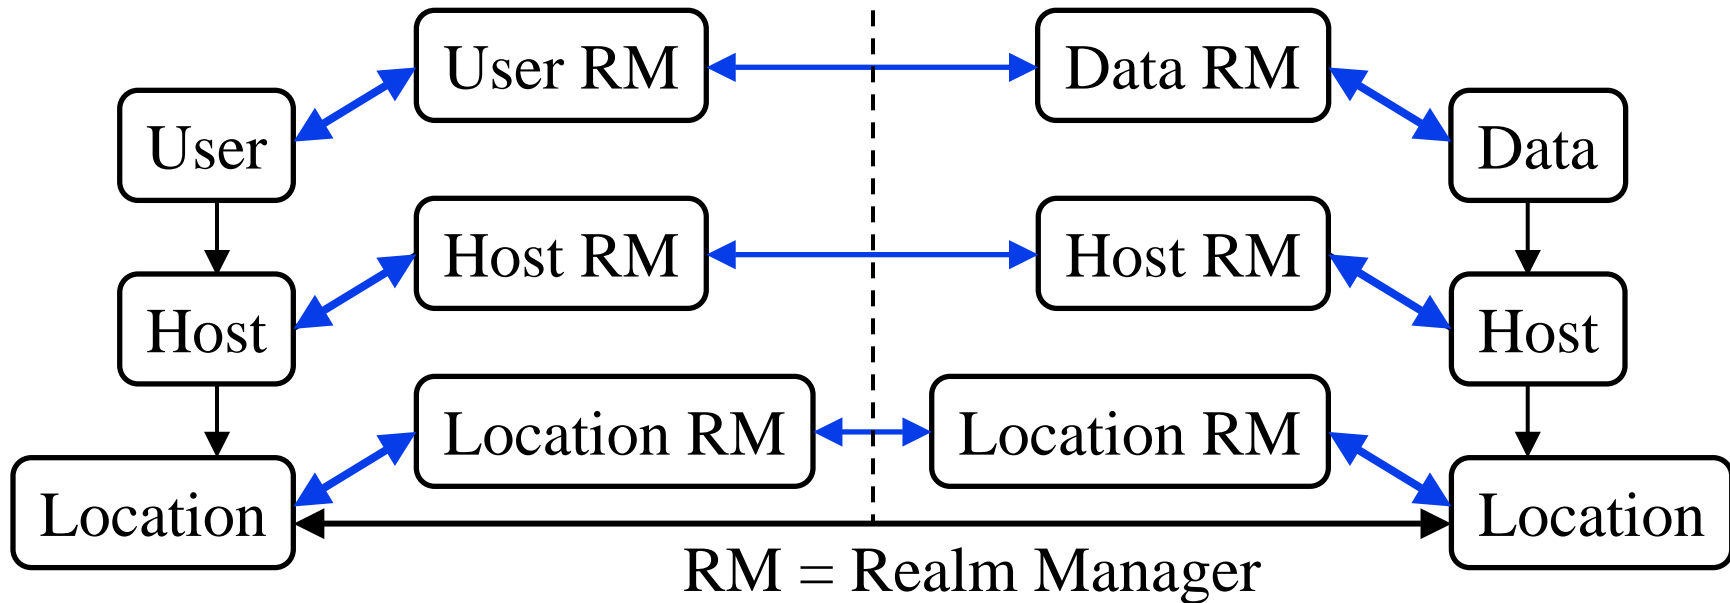 User RM
Data RM
User
Data
Host RM
Host RM
Host
Host
Location RM
Location RM
Location
Location
RM = Realm Manager